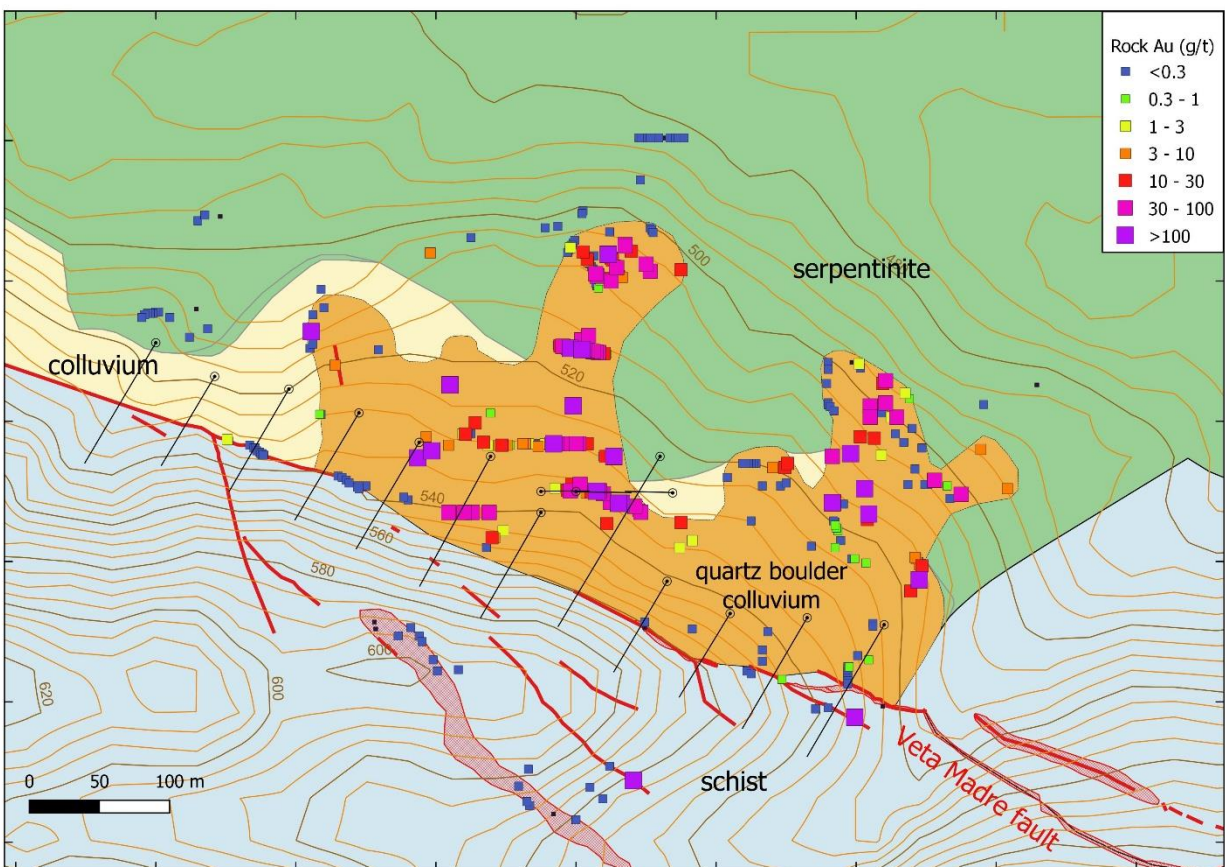 Rock Au (g/t)
<0.3
0.3 - 1
1 - 3
3 - 10
10 - 30
30 - 100
>100
500
serpentinite
colluvium
520
540
560
580
quartz boulder
colluvium
600
620
600
schist
Veta Madre fault
0 50 100 m